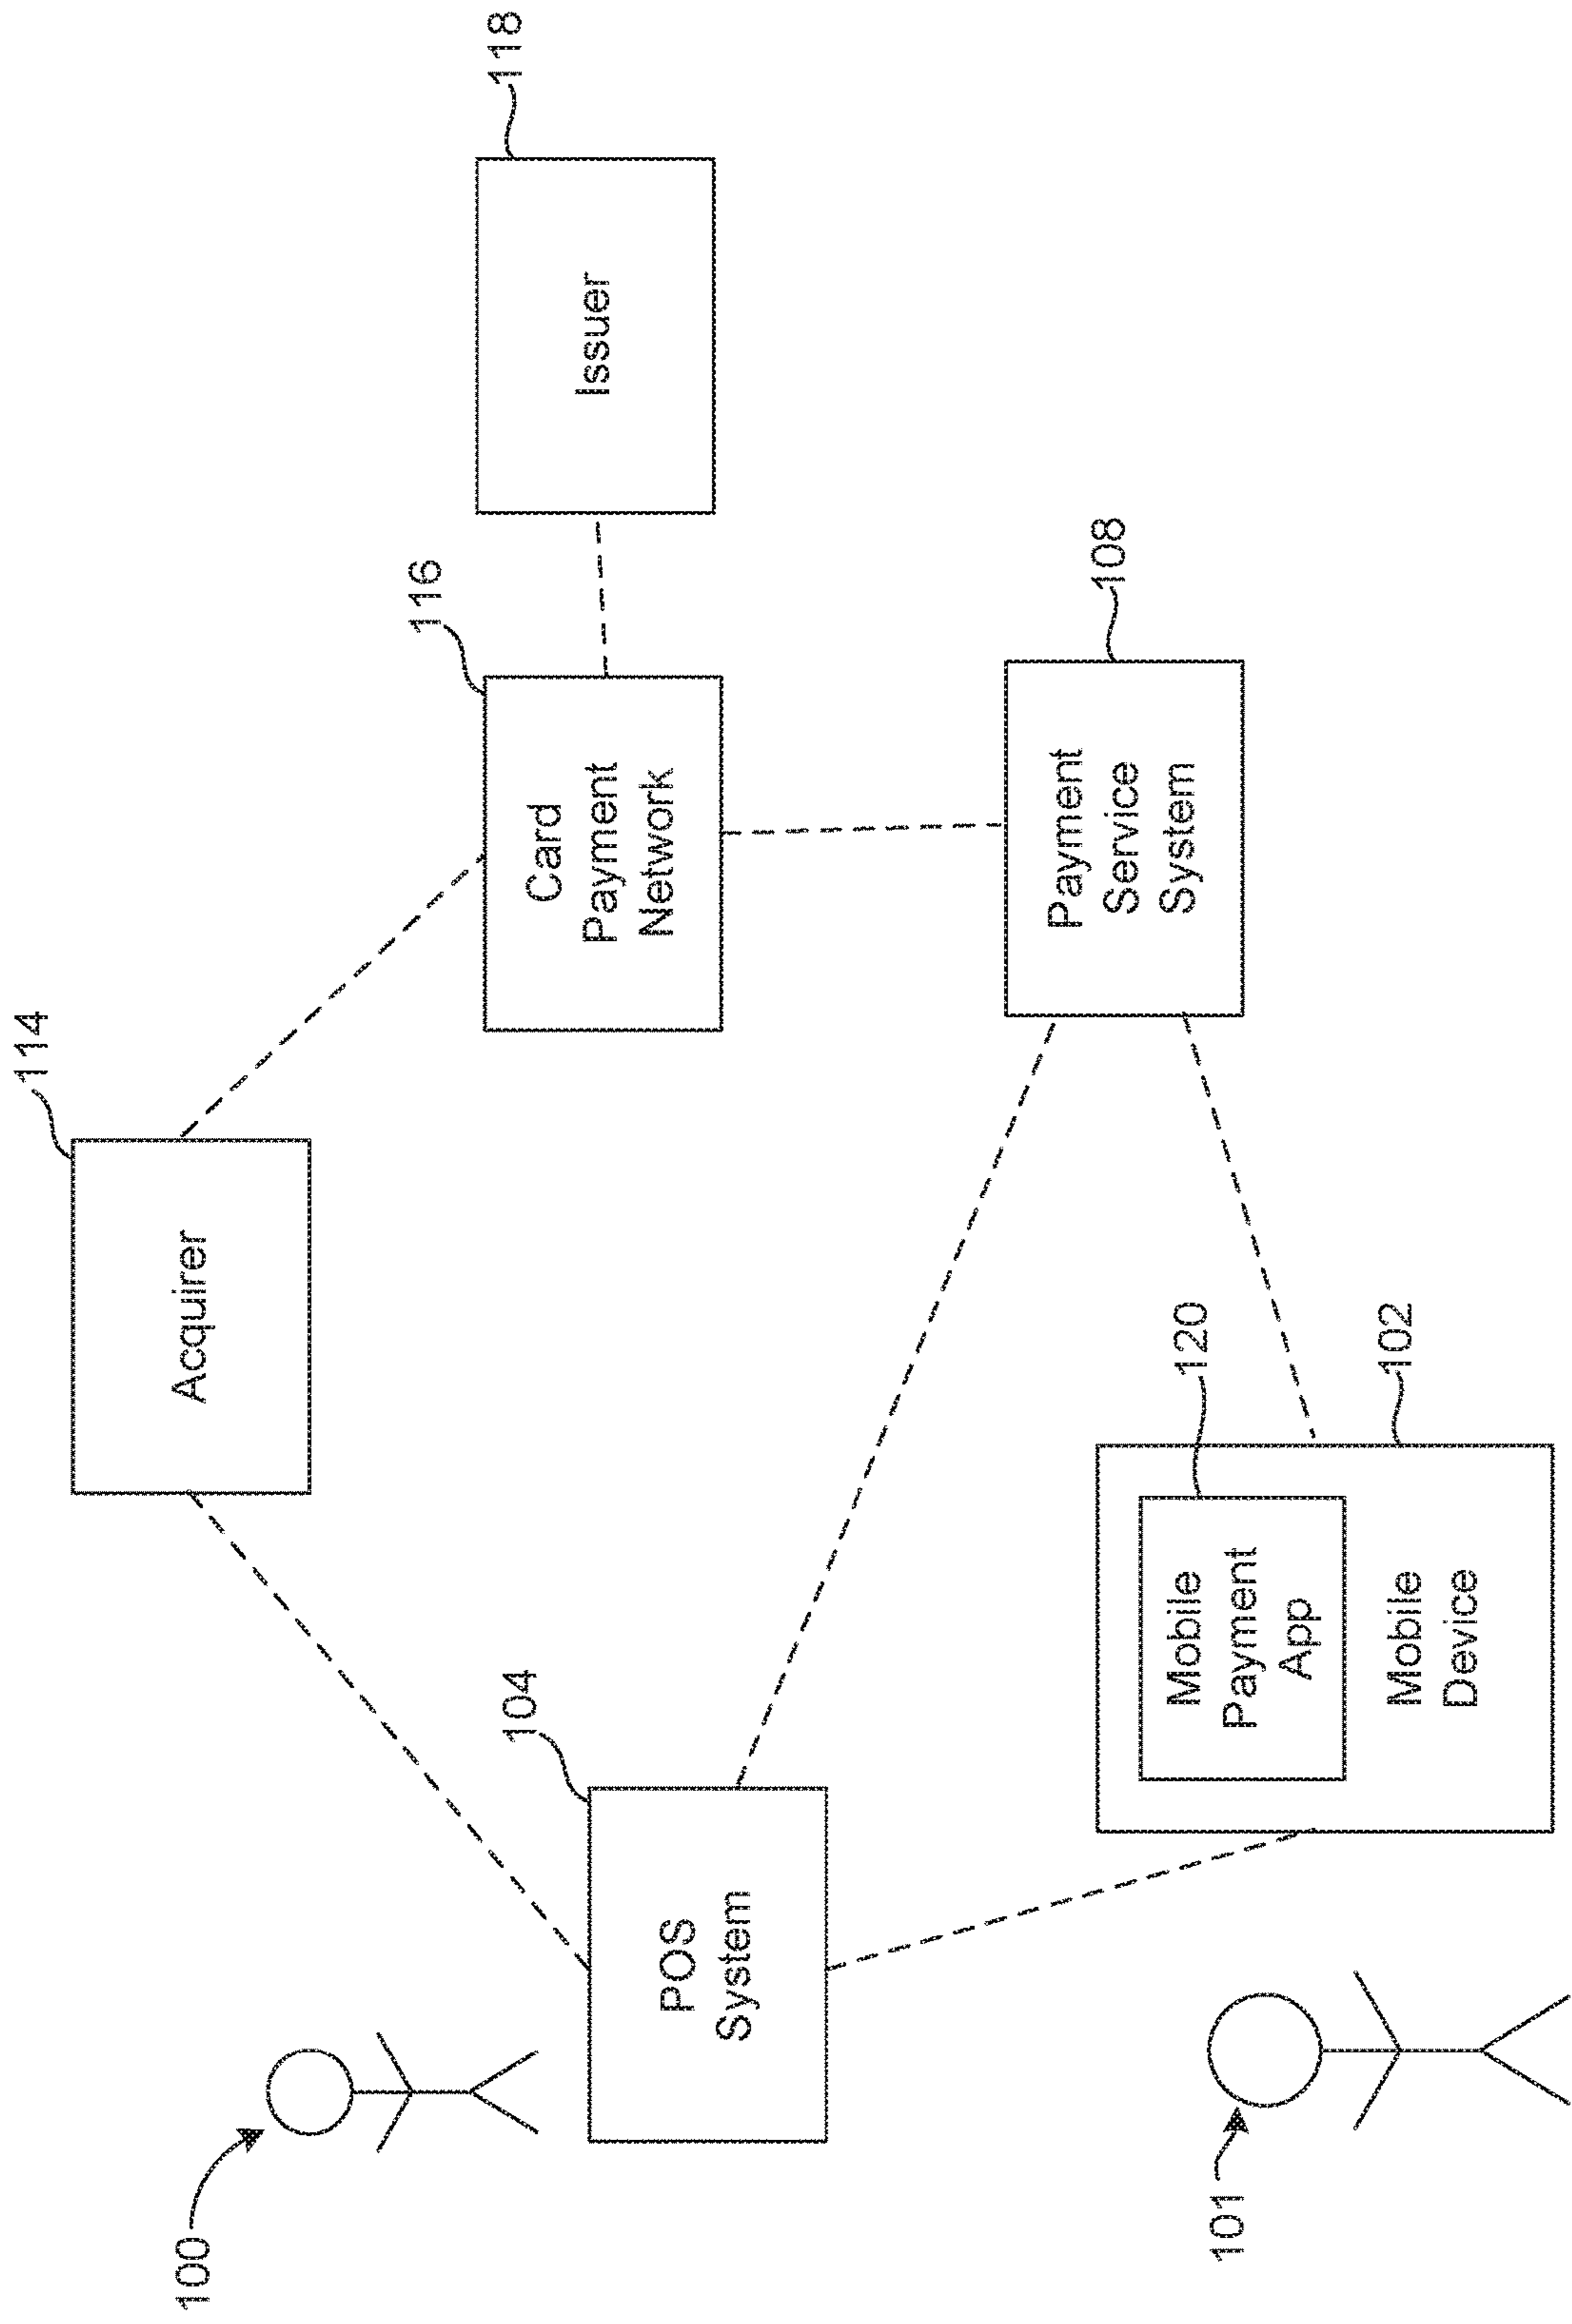 114
Acquirer
116
Card
Payment
Network
118
Issuer
100
104
POS
System
108
Payment
Service
System
101
120
Mobile
Payment
App
102
Mobile
Device